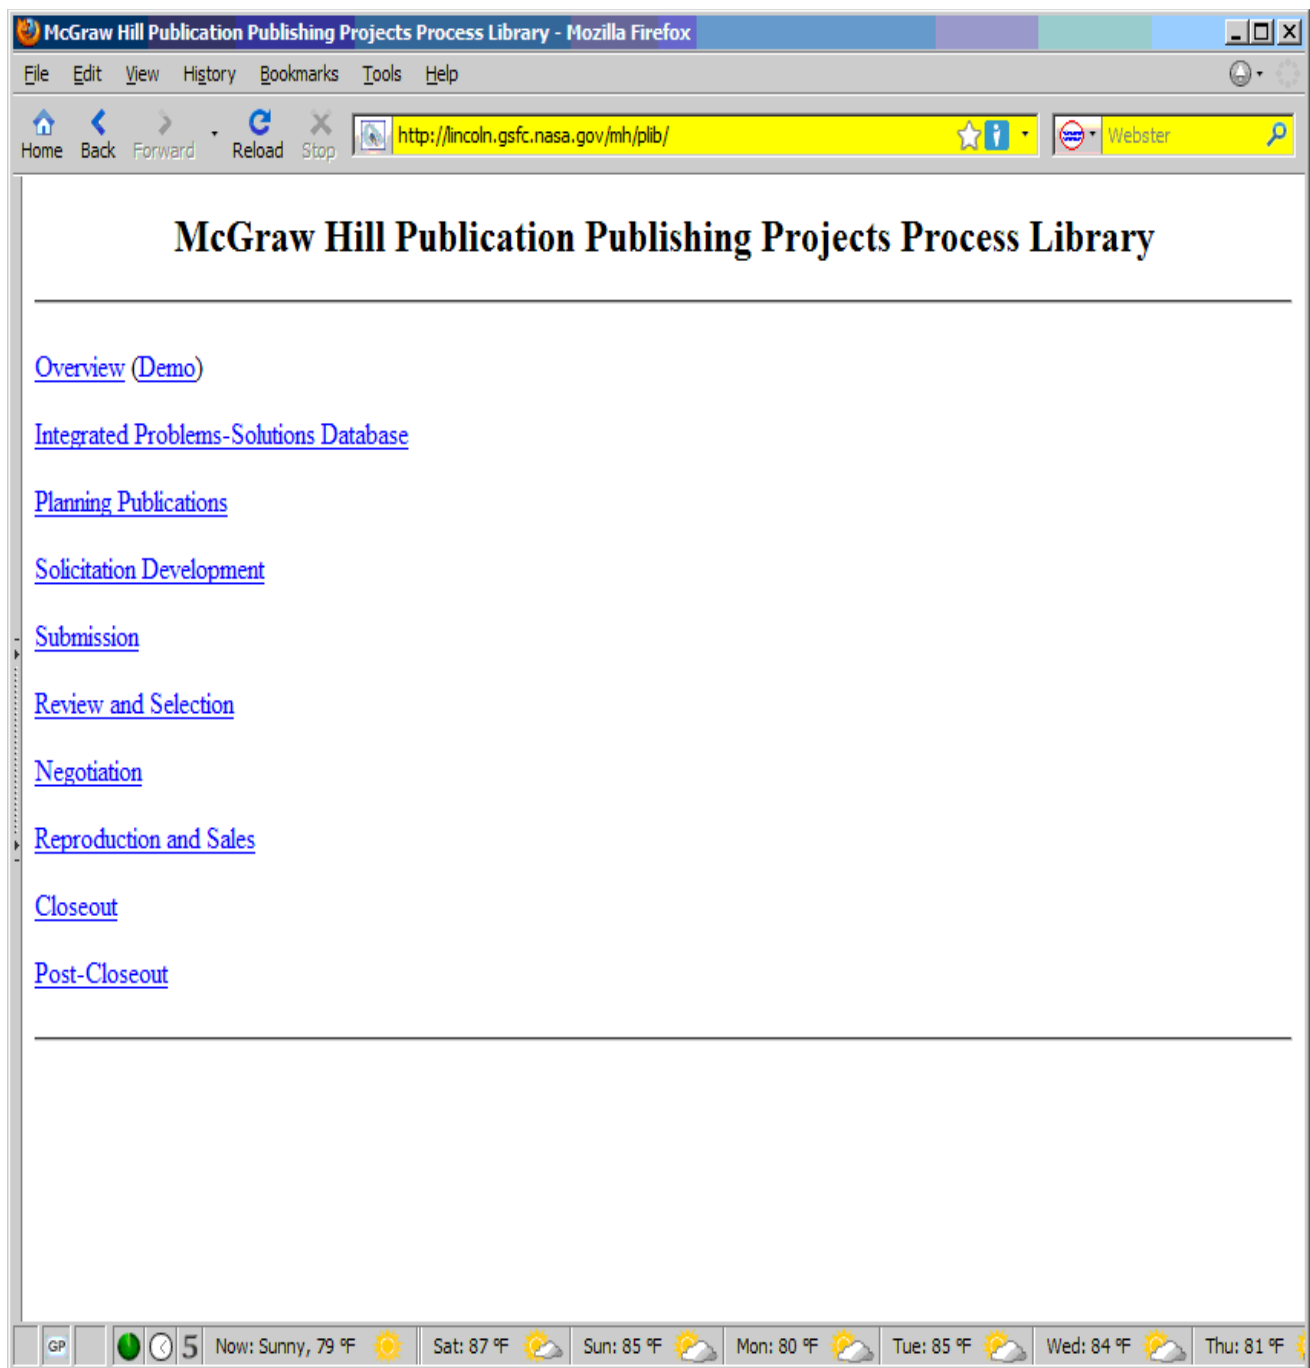 McGraw Hill Publication Publishing Projects Process Library - Mozilla Firefox
File Edit View History Bookmarks Tools Help
Home Back Forward Reload Stop http://lincoln.gsfc.nasa.gov/mh/plib/ Webster
McGraw Hill Publication Publishing Projects Process Library
Overview (Demo)
Integrated Problems-Solutions Database
Planning Publications
Solicitation Development
Submission
Review and Selection
Negotiation
Reproduction and Sales
Closeout
Post-Closeout
GP 5 Now: Sunny, 79 °F Sat: 87 °F Sun: 85 °F Mon: 80 °F Tue: 85 °F Wed: 84 °F Thu: 81 °F